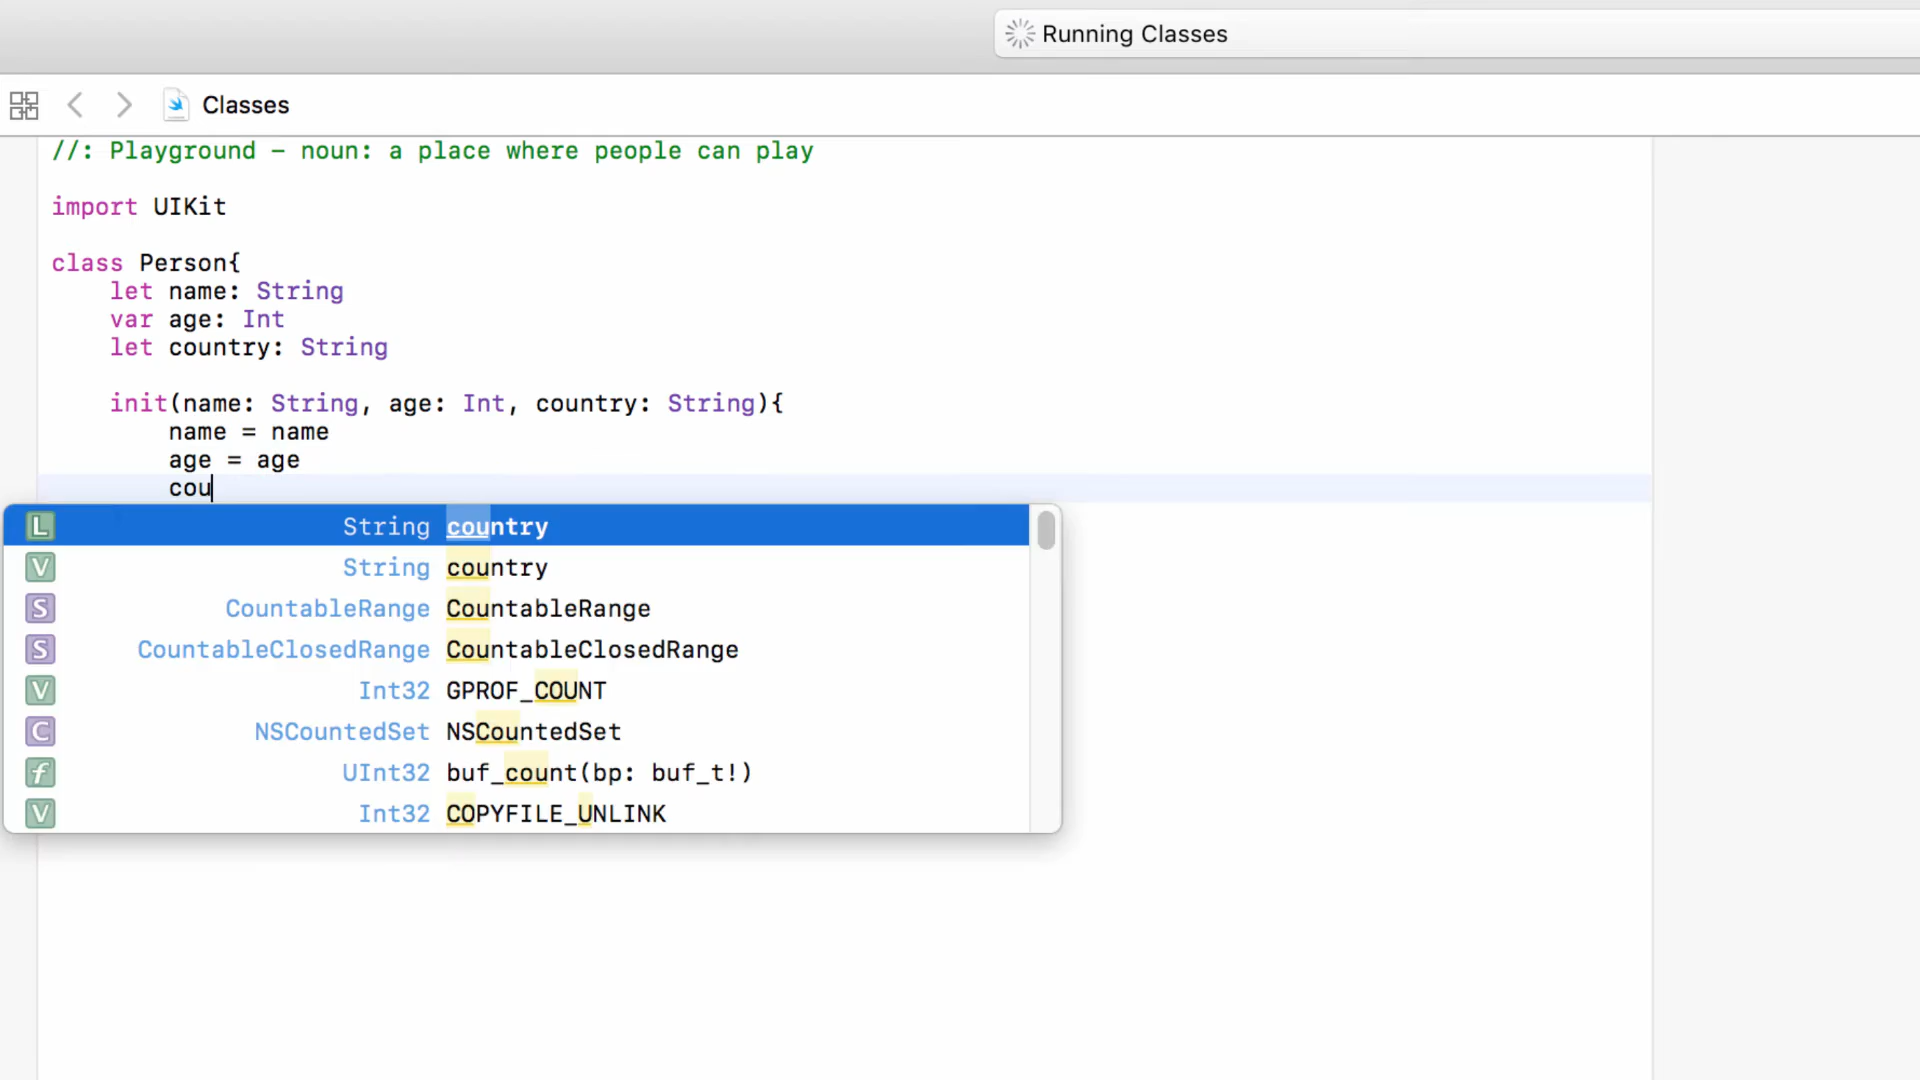 Running Classes
Classes
//: Playground – noun: a place where people can play
import UIKit
class Person{
let name: String
var age: Int
let country: String
init(name: String, age: Int, country: String){
name = name
age = age
cou
L String country
V String country
S CountableRange CountableRange
S CountableClosedRange CountableClosedRange
V Int32 GPROF_COUNT
C NSCountedSet NSCountedSet
f UInt32 buf_count(bp: buf_t!)
V Int32 COPYFILE_UNLINK